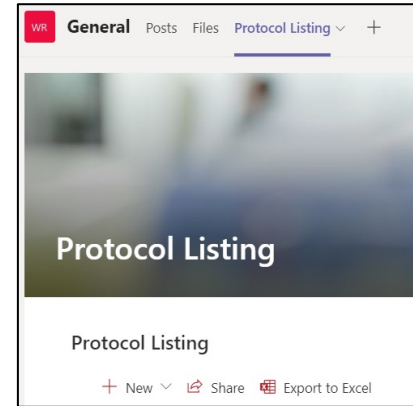 WR General Posts Files Protocol Listing
Protocol Listing
Protocol Listing
New Share Export to Excel